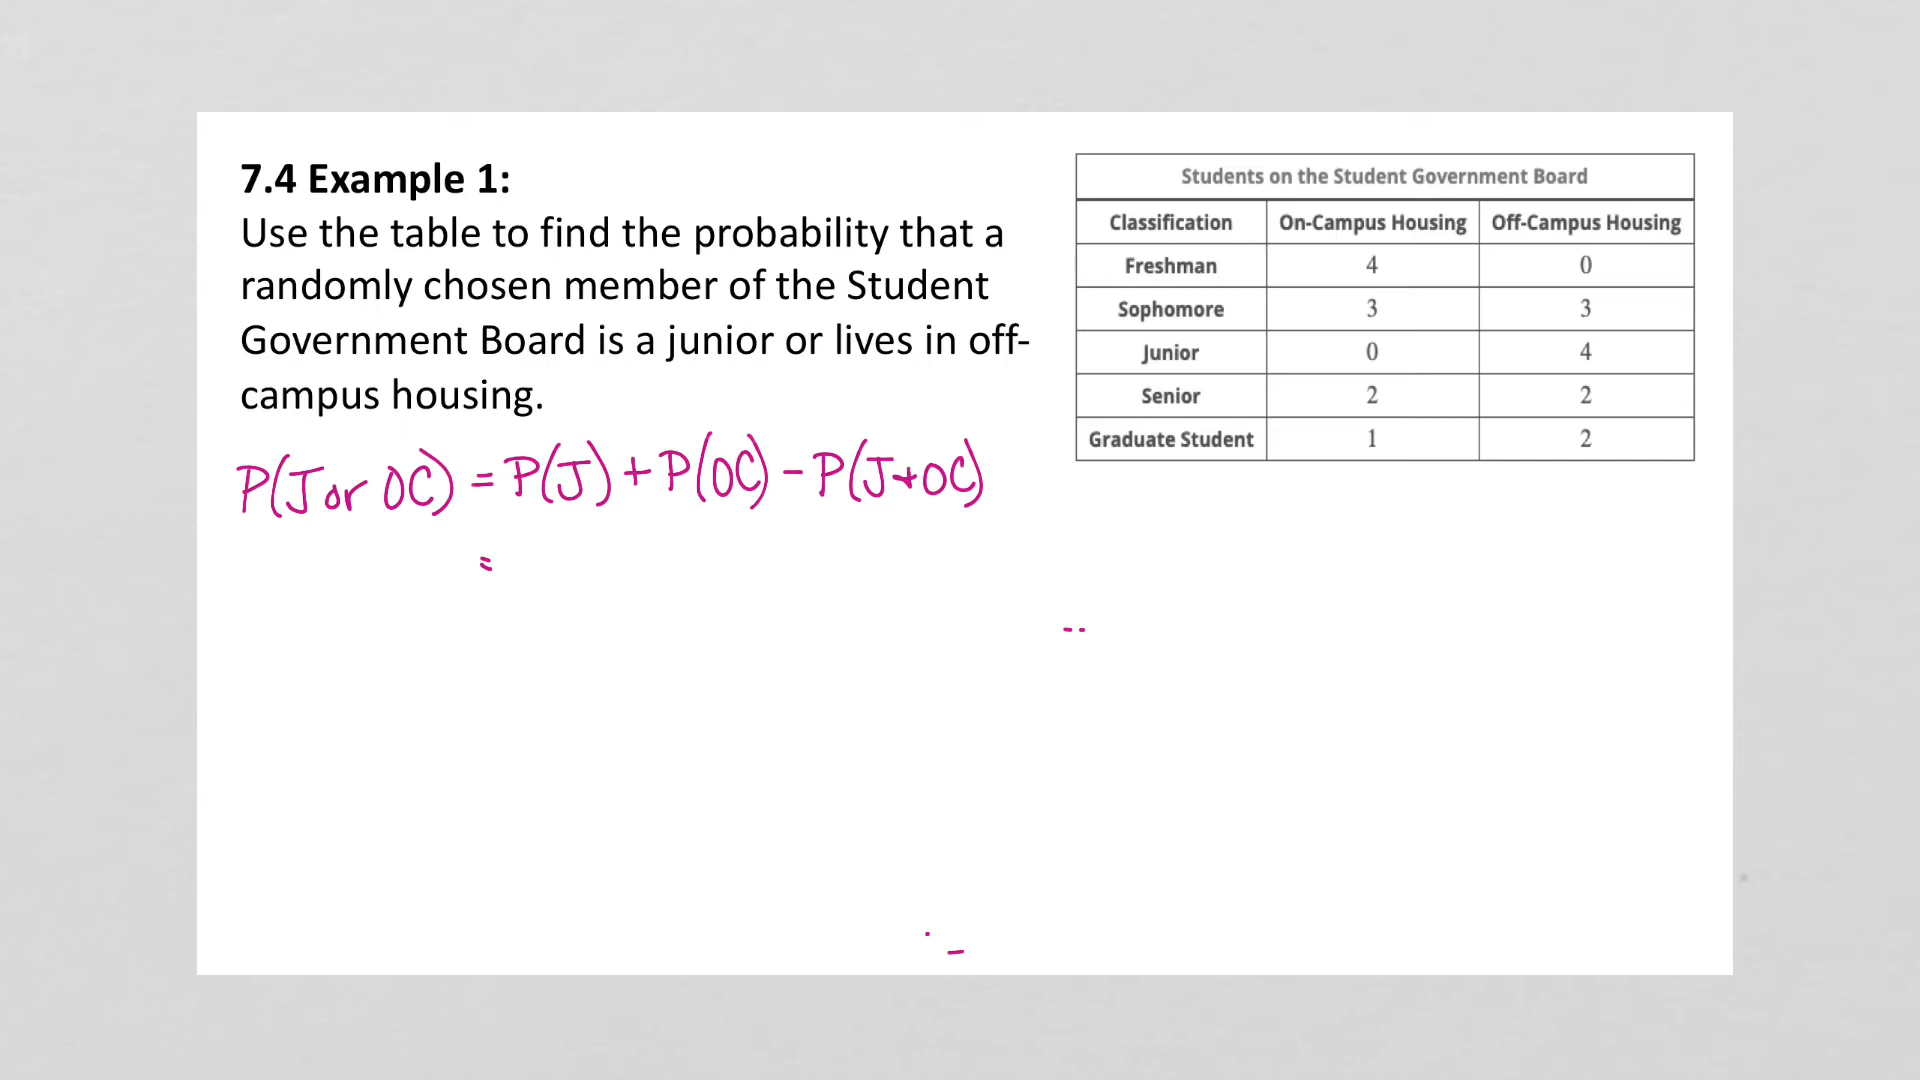 7.4 Example 1:
Use the table to find the probability that a
randomly chosen member of the Student
Government Board is a junior or lives in off-
campus housing.
P(J or OC) = P(J) + P(OC) - P(J+OC)
=
Students on the Student Government Board
Classification On-Campus Housing Off-Campus Housing
Freshman 4 0
Sophomore 3 3
Junior 0 4
Senior 2 2
Graduate Student 1 2